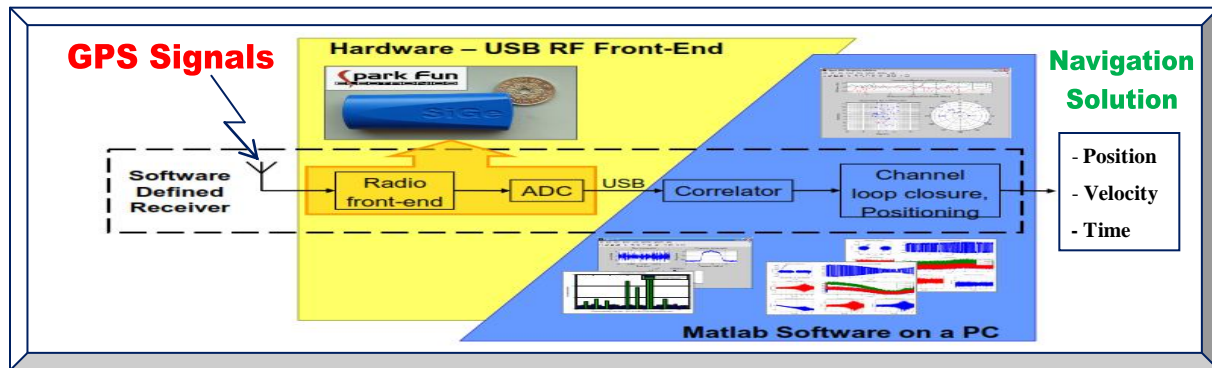 GPS Signals
Hardware – USB RF Front-End
Spark Fun
ELECTRONICS
SiGe
Navigation
Solution
Software
Defined
Receiver
Radio
front-end
ADC
USB
Correlator
Channel
loop closure,
Positioning
- Position
- Velocity
- Time
Matlab Software on a PC